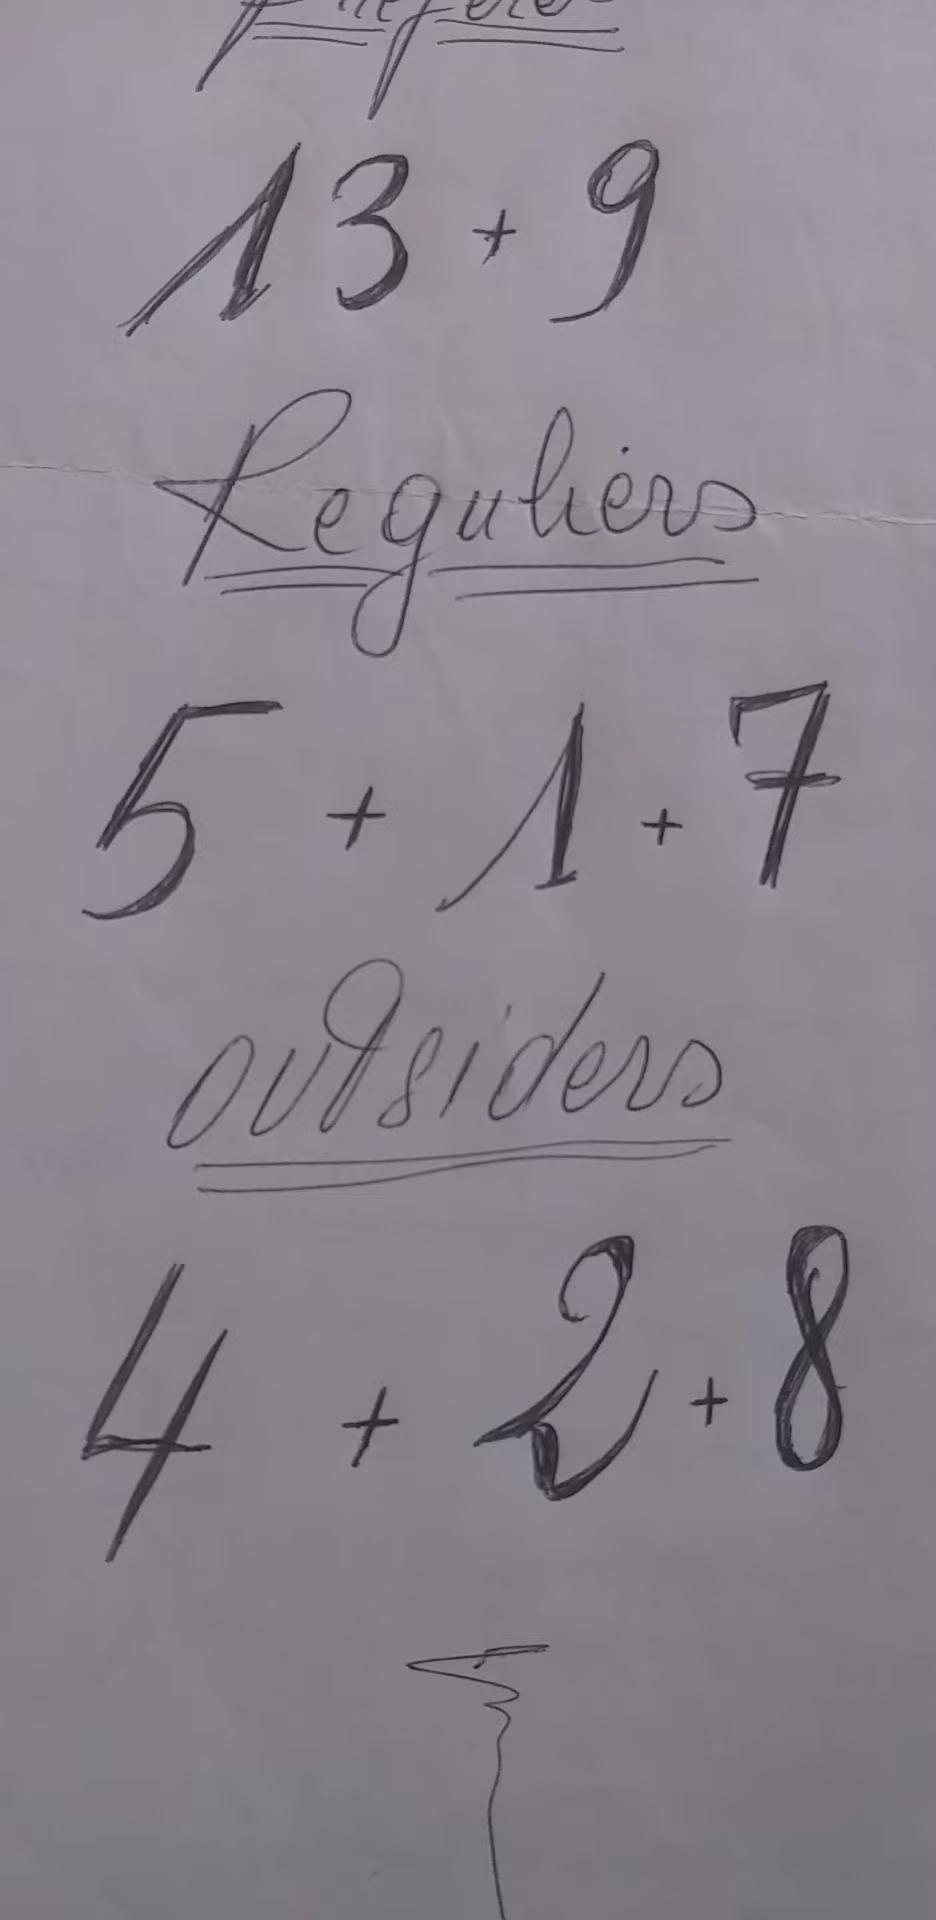 13 + 9
Reguliers
5 + 1 + 7
outsiders
4 + 2 + 8